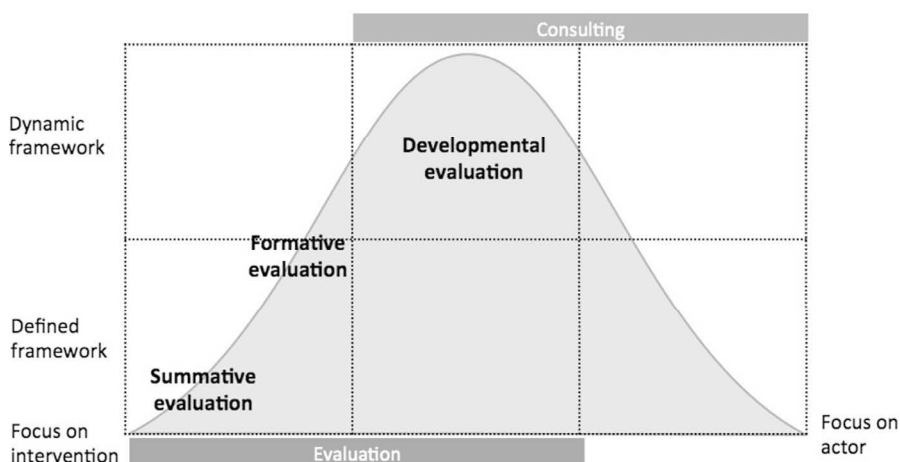 Consulting
Dynamic
framework
Developmental
evaluation
Formative
evaluation
Defined
framework
Summative
evaluation
Focus on
intervention
Focus on
actor
Evaluation